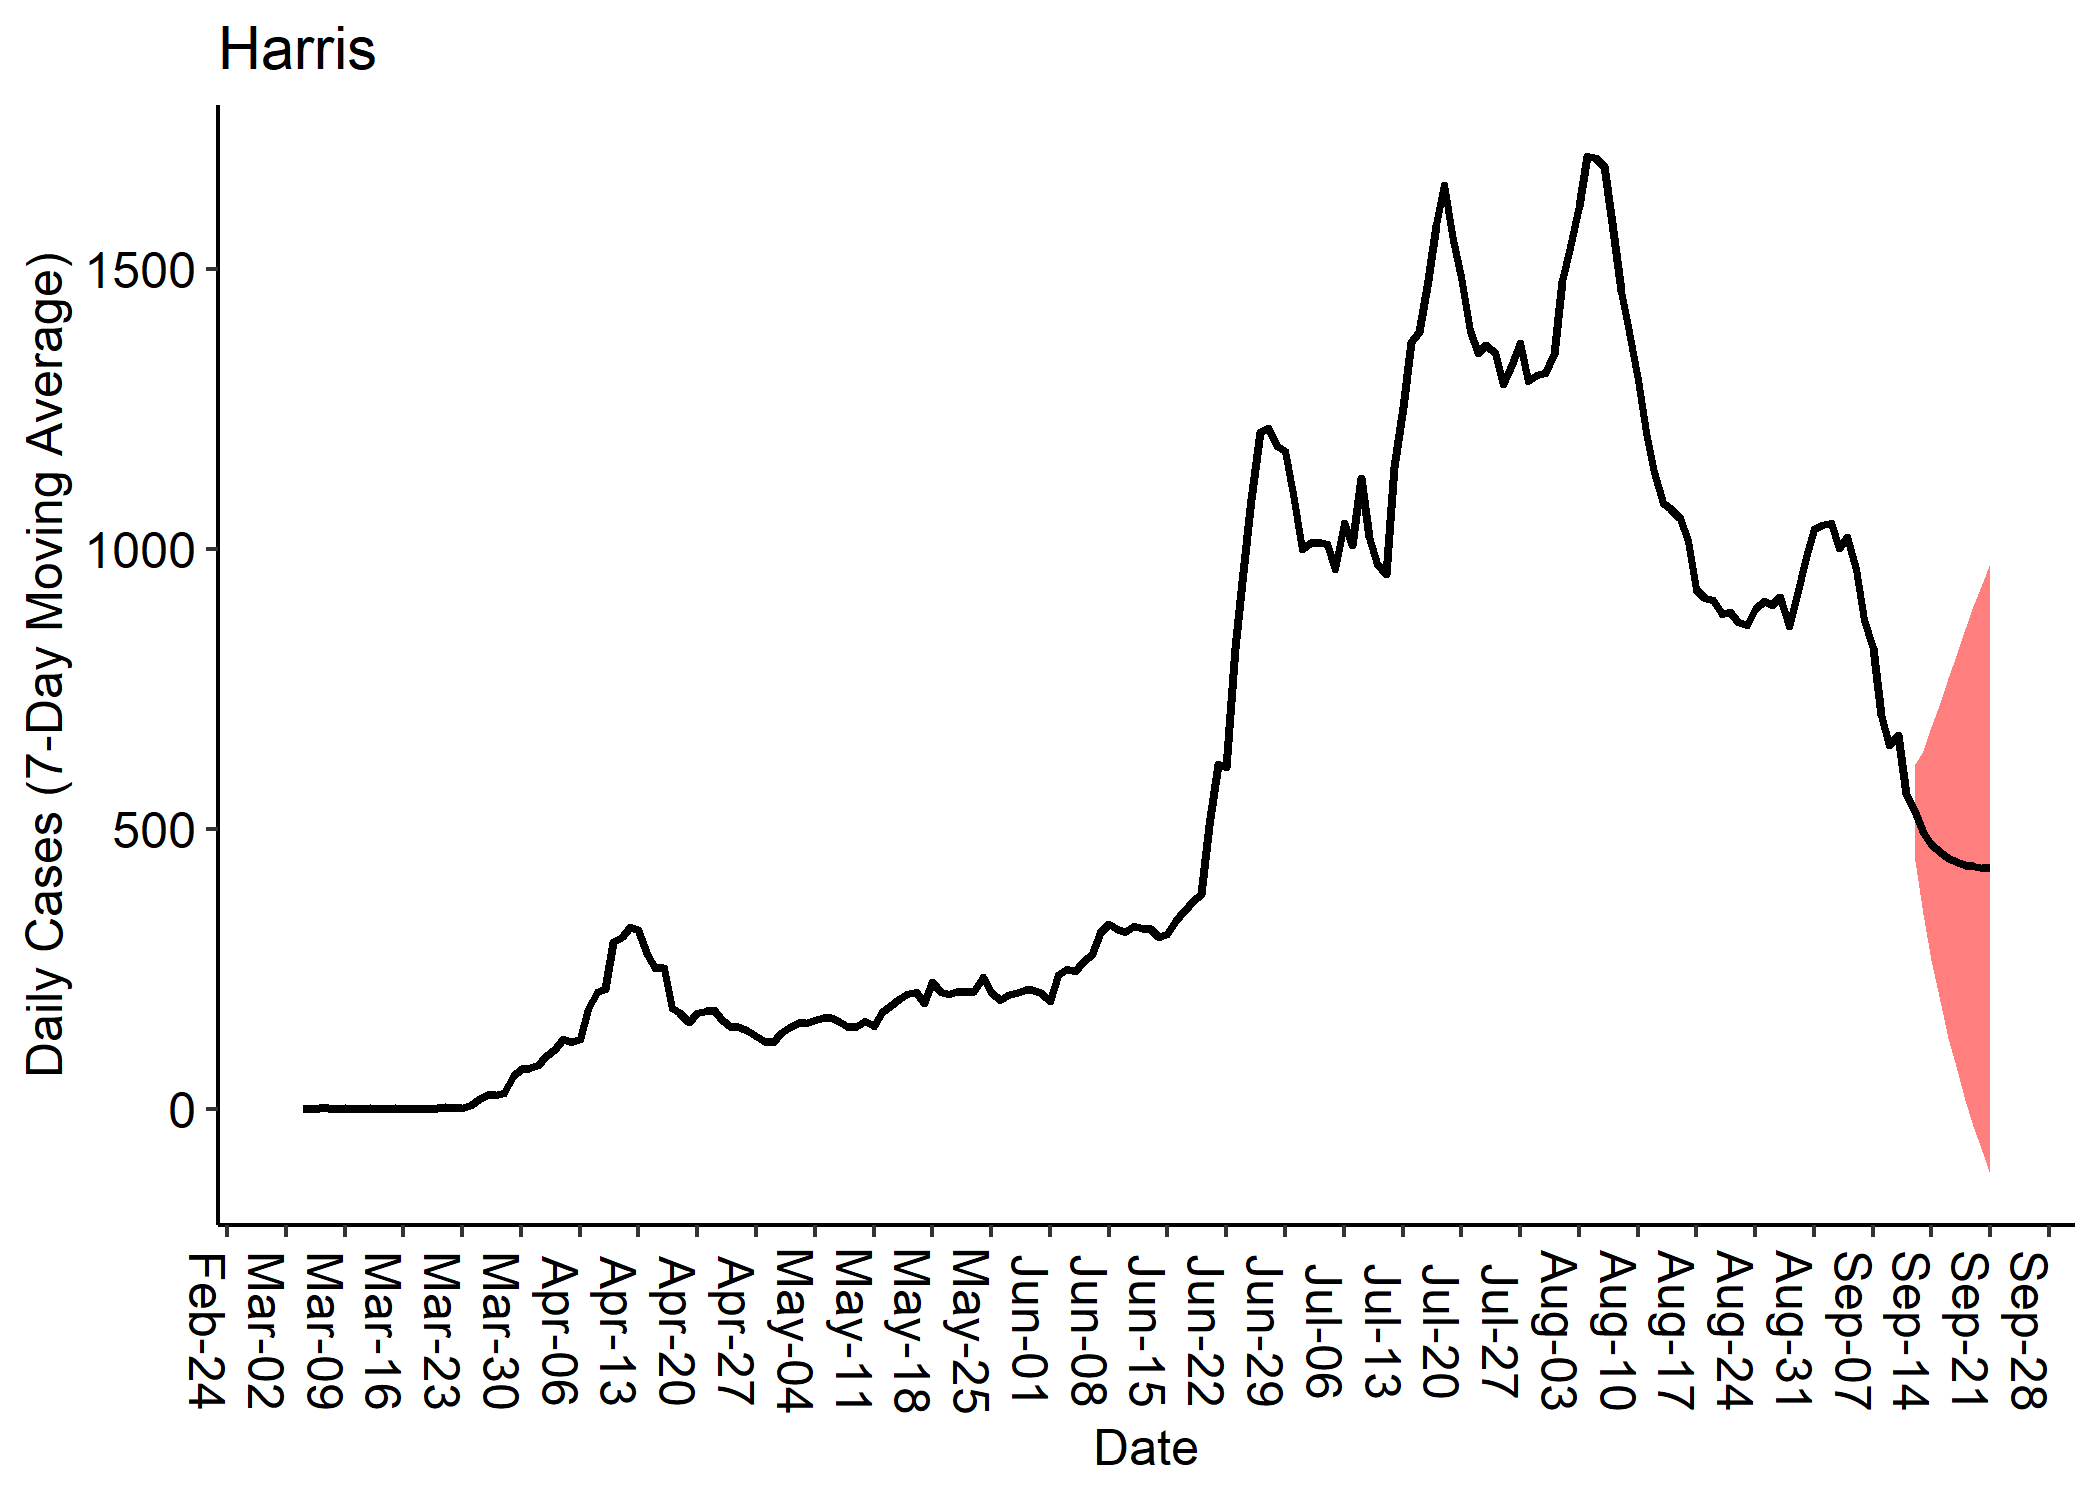 Harris
Daily Cases (7-Day Moving Average)
1500
1000
500
0
Feb-24
Mar-02
Mar-09
Mar-16
Mar-23
Mar-30
Apr-06
Apr-13
Apr-20
Apr-27
May-04
May-11
May-18
May-25
Jun-01
Jun-08
Jun-15
Jun-22
Jun-29
Jul-06
Jul-13
Jul-20
Jul-27
Aug-03
Aug-10
Aug-17
Aug-24
Aug-31
Sep-07
Sep-14
Sep-21
Sep-28
Date